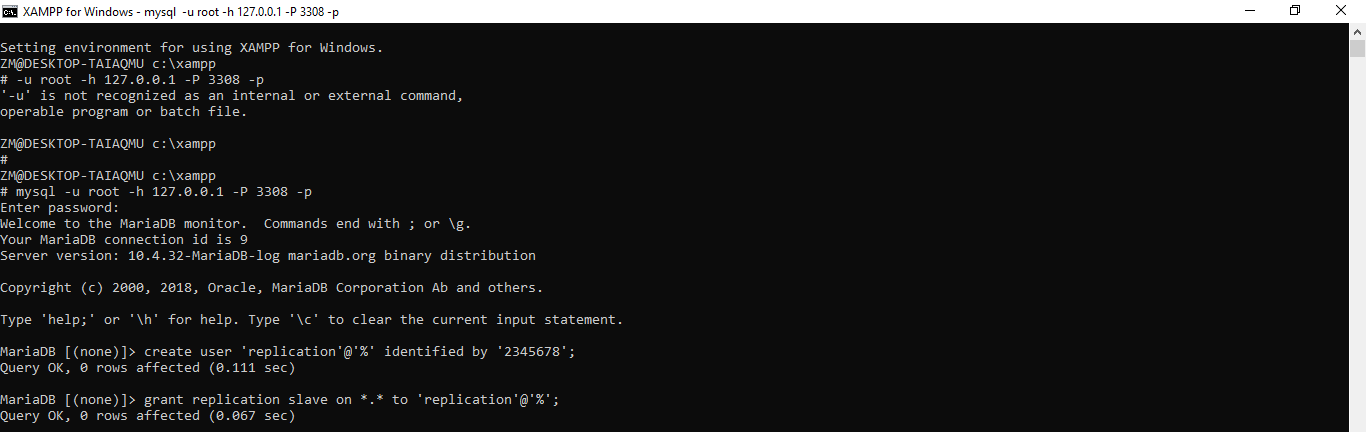 XAMPP for Windows - mysql -u root -h 127.0.0.1 -P 3308 -p
Setting environment for using XAMPP for Windows.
ZM@DESKTOP-TAIAQMU c:\xampp
# -u root -h 127.0.0.1 -P 3308 -p
'-u' is not recognized as an internal or external command,
operable program or batch file.
ZM@DESKTOP-TAIAQMU c:\xampp
#
ZM@DESKTOP-TAIAQMU c:\xampp
# mysql -u root -h 127.0.0.1 -P 3308 -p
Enter password:
Welcome to the MariaDB monitor.  Commands end with ; or \g.
Your MariaDB connection id is 9
Server version: 10.4.32-MariaDB-log mariadb.org binary distribution
Copyright (c) 2000, 2018, Oracle, MariaDB Corporation Ab and others.
Type 'help;' or '\h' for help. Type '\c' to clear the current input statement.
MariaDB [(none)]> create user 'replication'@'%' identified by '2345678';
Query OK, 0 rows affected (0.111 sec)
MariaDB [(none)]> grant replication slave on *.* to 'replication'@'%';
Query OK, 0 rows affected (0.067 sec)